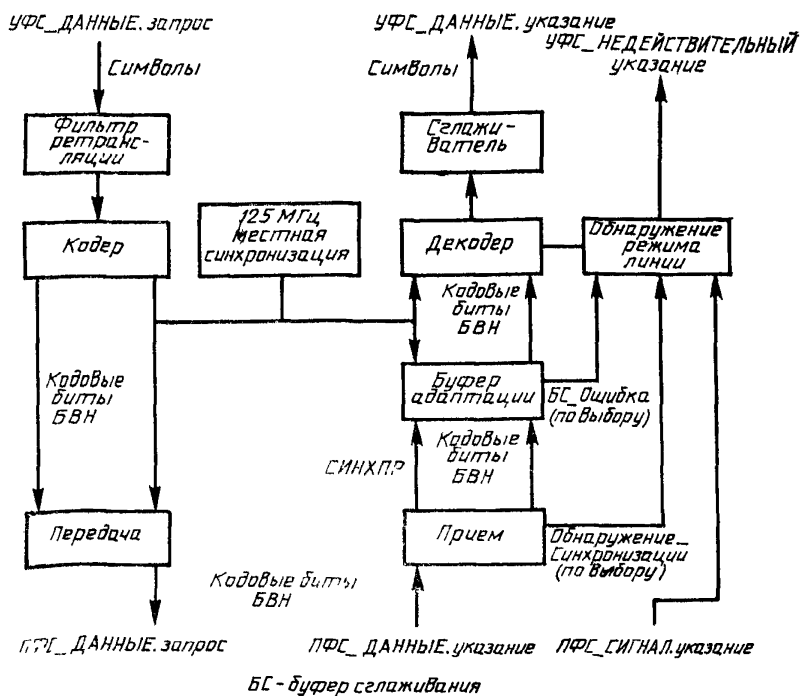 УФС_ДАННЫЕ. запрос
УФС_ДАННЫЕ. указание
УФС_НЕДЕЙСТВИТЕЛЬНЫЙ
указание
Символы
Символы
Фильтр
ретранс-
ляции
Сглажи-
ватель
Кодер
125 МГц
местная
синхронизация
Декодер
Обнаружение
режима
линии
Кодовые
биты
БВН
Кодовые
биты
БВН
Буфер
адаптации
БС_Ошибка
(по выбору)
СИНХПР
Кодовые
биты
БВН
Передача
Прием
Обнаружение_
Синхронизации
(по выбору)
Кодовые биты
БВН
ПФС_ДАННЫЕ. запрос
ПФС_ДАННЫЕ. указание
ПФС_СИГНАЛ. указание
БС - буфер сглаживания